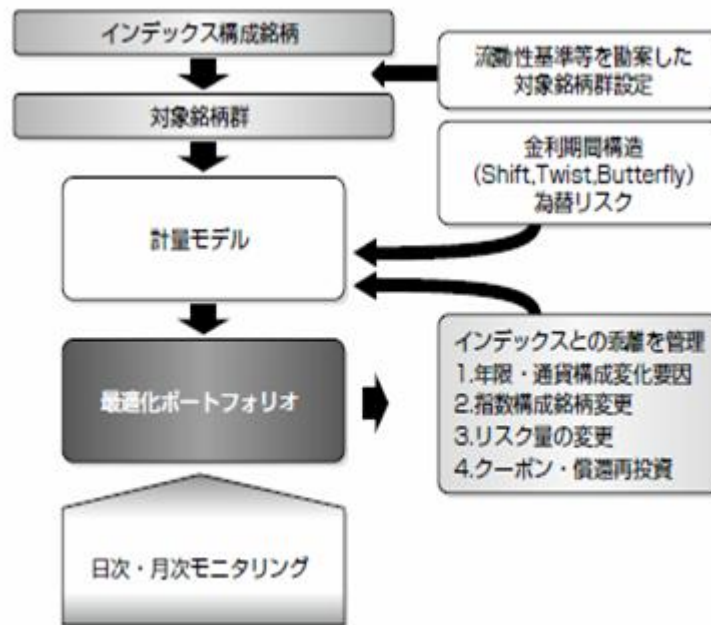 インデックス構成銘柄
流動性基準等を勘案した
対象銘柄群設定
対象銘柄群
金利期間構造
(Shift,Twist,Butterfly)
為替リスク
計量モデル
インデックスとの乖離を管理
1.年限・通貨構成変化要因
2.指数構成銘柄変更
3.リスク量の変更
4.クーポン・償還再投資
最適化ポートフォリオ
日次・月次モニタリング